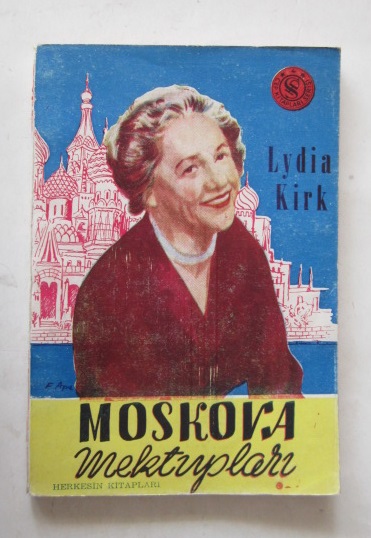 Lydia
Kirk
MOSKOVA
Mektupları
HERKESİN KİTAPLARI